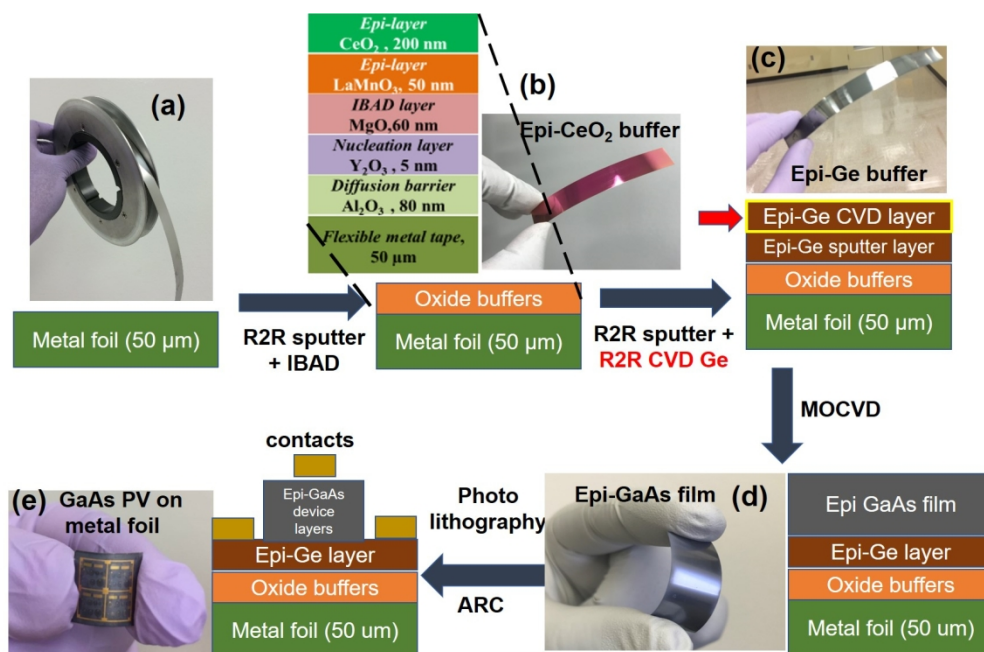 (a)
Metal foil (50 µm)
Epi-layer
CeO₂ , 200 nm
Epi-layer
LaMnO₃, 50 nm
IBAD layer
MgO,60 nm
Nucleation layer
Y₂O₃ , 5 nm
Diffusion barrier
Al₂O₃ , 80 nm
Flexible metal tape,
50 µm
(b)
Epi-CeO₂ buffer
R2R sputter
+ IBAD
Oxide buffers
Metal foil (50 µm)
R2R sputter +
R2R CVD Ge
(c)
Epi-Ge buffer
Epi-Ge CVD layer
Epi-Ge sputter layer
Oxide buffers
Metal foil (50 µm)
MOCVD
Epi-GaAs film
(d)
Epi GaAs film
Epi-Ge layer
Oxide buffers
Metal foil (50 um)
Photo
lithography
ARC
contacts
Epi-GaAs
device
layers
Epi-Ge layer
Oxide buffers
Metal foil (50 um)
(e)
GaAs PV on
metal foil